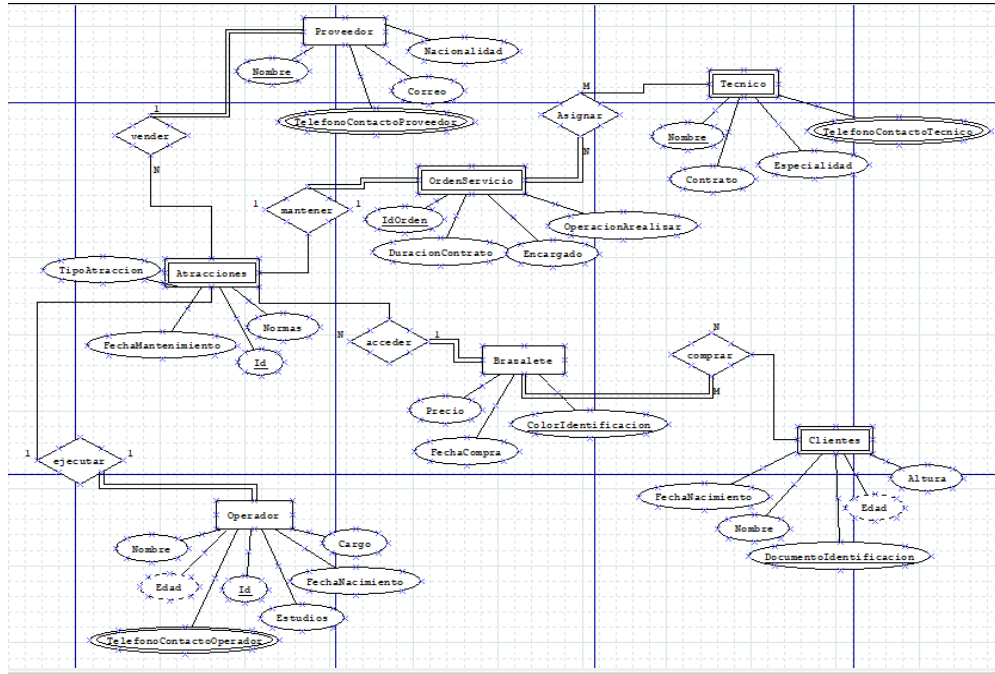 Proveedor
Nacionalidad
Nombre
Correo
TelefonoContactoProveedor
1
vender
N
M
Asignar
N
Tecnico
Nombre
TelefonoContactoTecnico
Contrato
Especialidad
OrdenServicio
1
mantener
1
IdOrden
OperacionArealisar
DuracionContrato
Encargado
TipoAtraccion
Atracciones
FechaMantenimiento
Normas
Id
N
acceder
1
Brasalete
N
comprar
M
Precio
ColorIdentificacion
FechaCompra
Clientes
1
ejecutar
1
FechaNacimiento
Altura
Edad
Nombre
DocumentoIdentificacion
Operador
Nombre
Cargo
Edad
Id
FechaNacimiento
Estudios
TelefonoContactoOperador